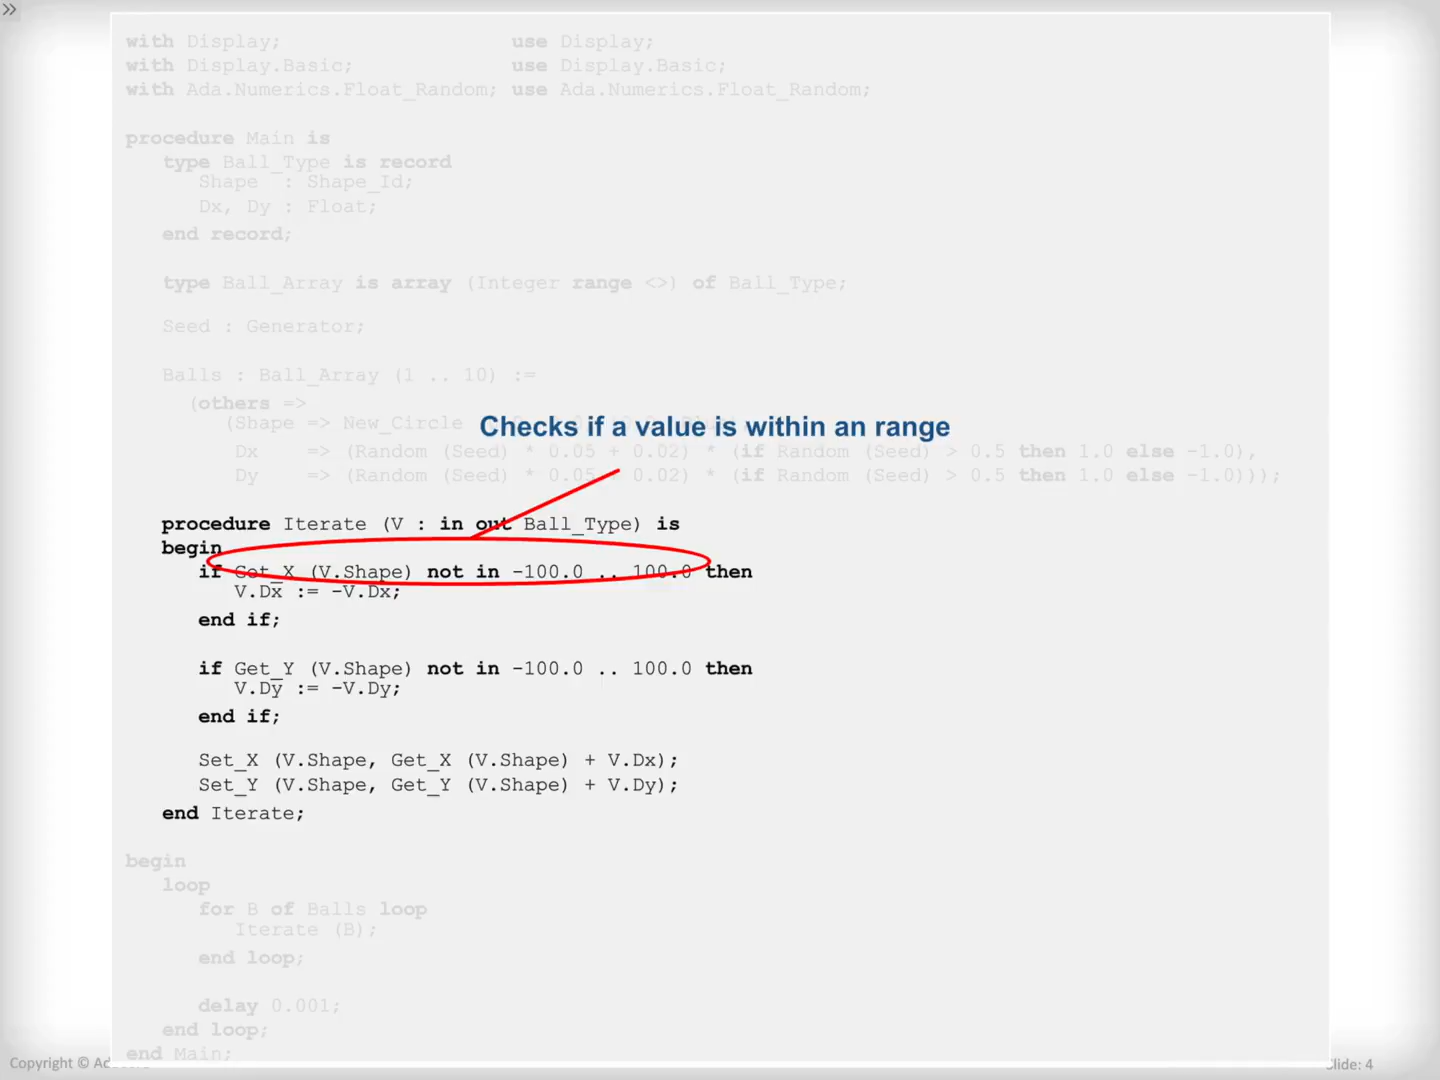 »
with Display; use Display;
with Display.Basic; use Display.Basic;
with Ada.Numerics.Float_Random; use Ada.Numerics.Float_Random;
procedure Main is
type Ball_Type is record
Shape : Shape_Id;
Dx, Dy : Float;
end record;
type Ball_Array is array (Integer range <>) of Ball_Type;
Seed : Generator;
Balls : Ball_Array (1 .. 10) :=
(others =>
(Shape => New_Circle
Checks if a value is within an range
Dx => (Random (Seed) * 0.05 + 0.02) * (if Random (Seed) > 0.5 then 1.0 else -1.0),
Dy => (Random (Seed) * 0.05 + 0.02) * (if Random (Seed) > 0.5 then 1.0 else -1.0)));
procedure Iterate (V : in out Ball_Type) is
begin
if Get_X (V.Shape) not in -100.0 .. 100.0 then
V.Dx := -V.Dx;
end if;
if Get_Y (V.Shape) not in -100.0 .. 100.0 then
V.Dy := -V.Dy;
end if;
Set_X (V.Shape, Get_X (V.Shape) + V.Dx);
Set_Y (V.Shape, Get_Y (V.Shape) + V.Dy);
end Iterate;
begin
loop
for B of Balls loop
Iterate (B);
end loop;
delay 0.001;
end loop;
end Main;
Copyright ©
Slide: 4